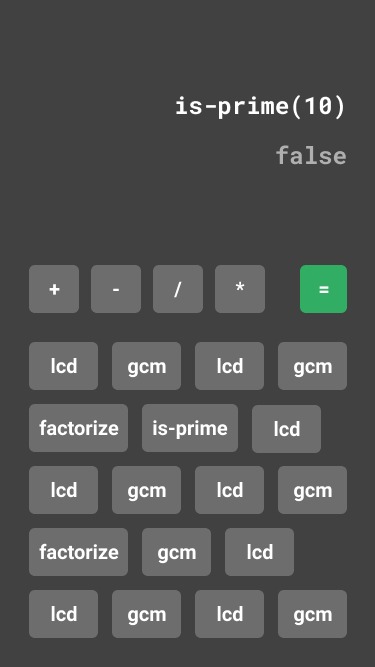 is-prime(10)
false
+ - / * =
lcd gcm lcd gcm
factorize is-prime lcd
lcd gcm lcd gcm
factorize gcm lcd
lcd gcm lcd gcm